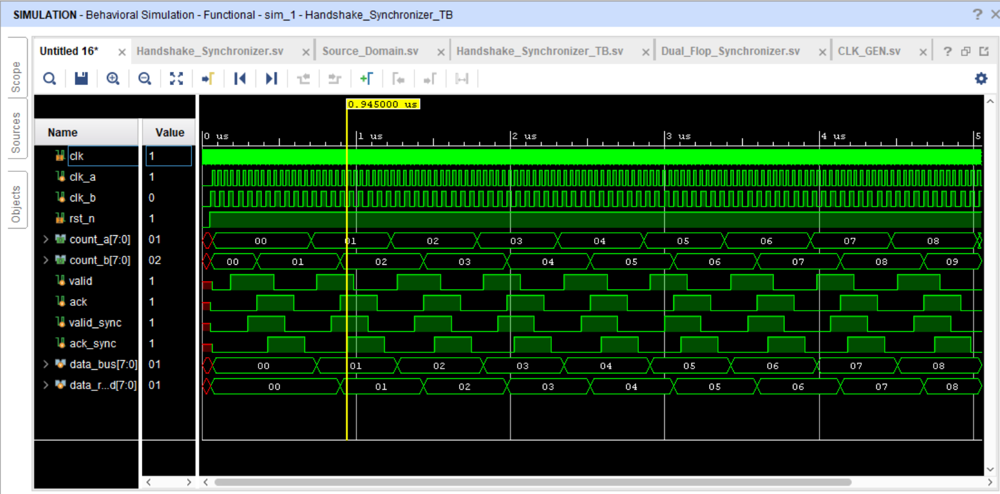 SIMULATION - Behavioral Simulation - Functional - sim_1 - Handshake_Synchronizer_TB
Scope
Sources
Objects
Untitled 16* Handshake_Synchronizer.sv Source_Domain.sv Handshake_Synchronizer_TB.sv Dual_Flop_Synchronizer.sv CLK_GEN.sv
0.945000 us
Name Value 0 us 1 us 2 us 3 us 4 us 5
clk 1
clk_a 1
clk_b 0
rst_n 1
count_a[7:0] 01 00 01 02 03 04 05 06 07 08
count_b[7:0] 02 00 01 02 03 04 05 06 07 08 09
valid 1
ack 1
valid_sync 1
ack_sync 1
data_bus[7:0] 01 00 01 02 03 04 05 06 07 08
data_r...d[7:0] 01 00 01 02 03 04 05 06 07 08